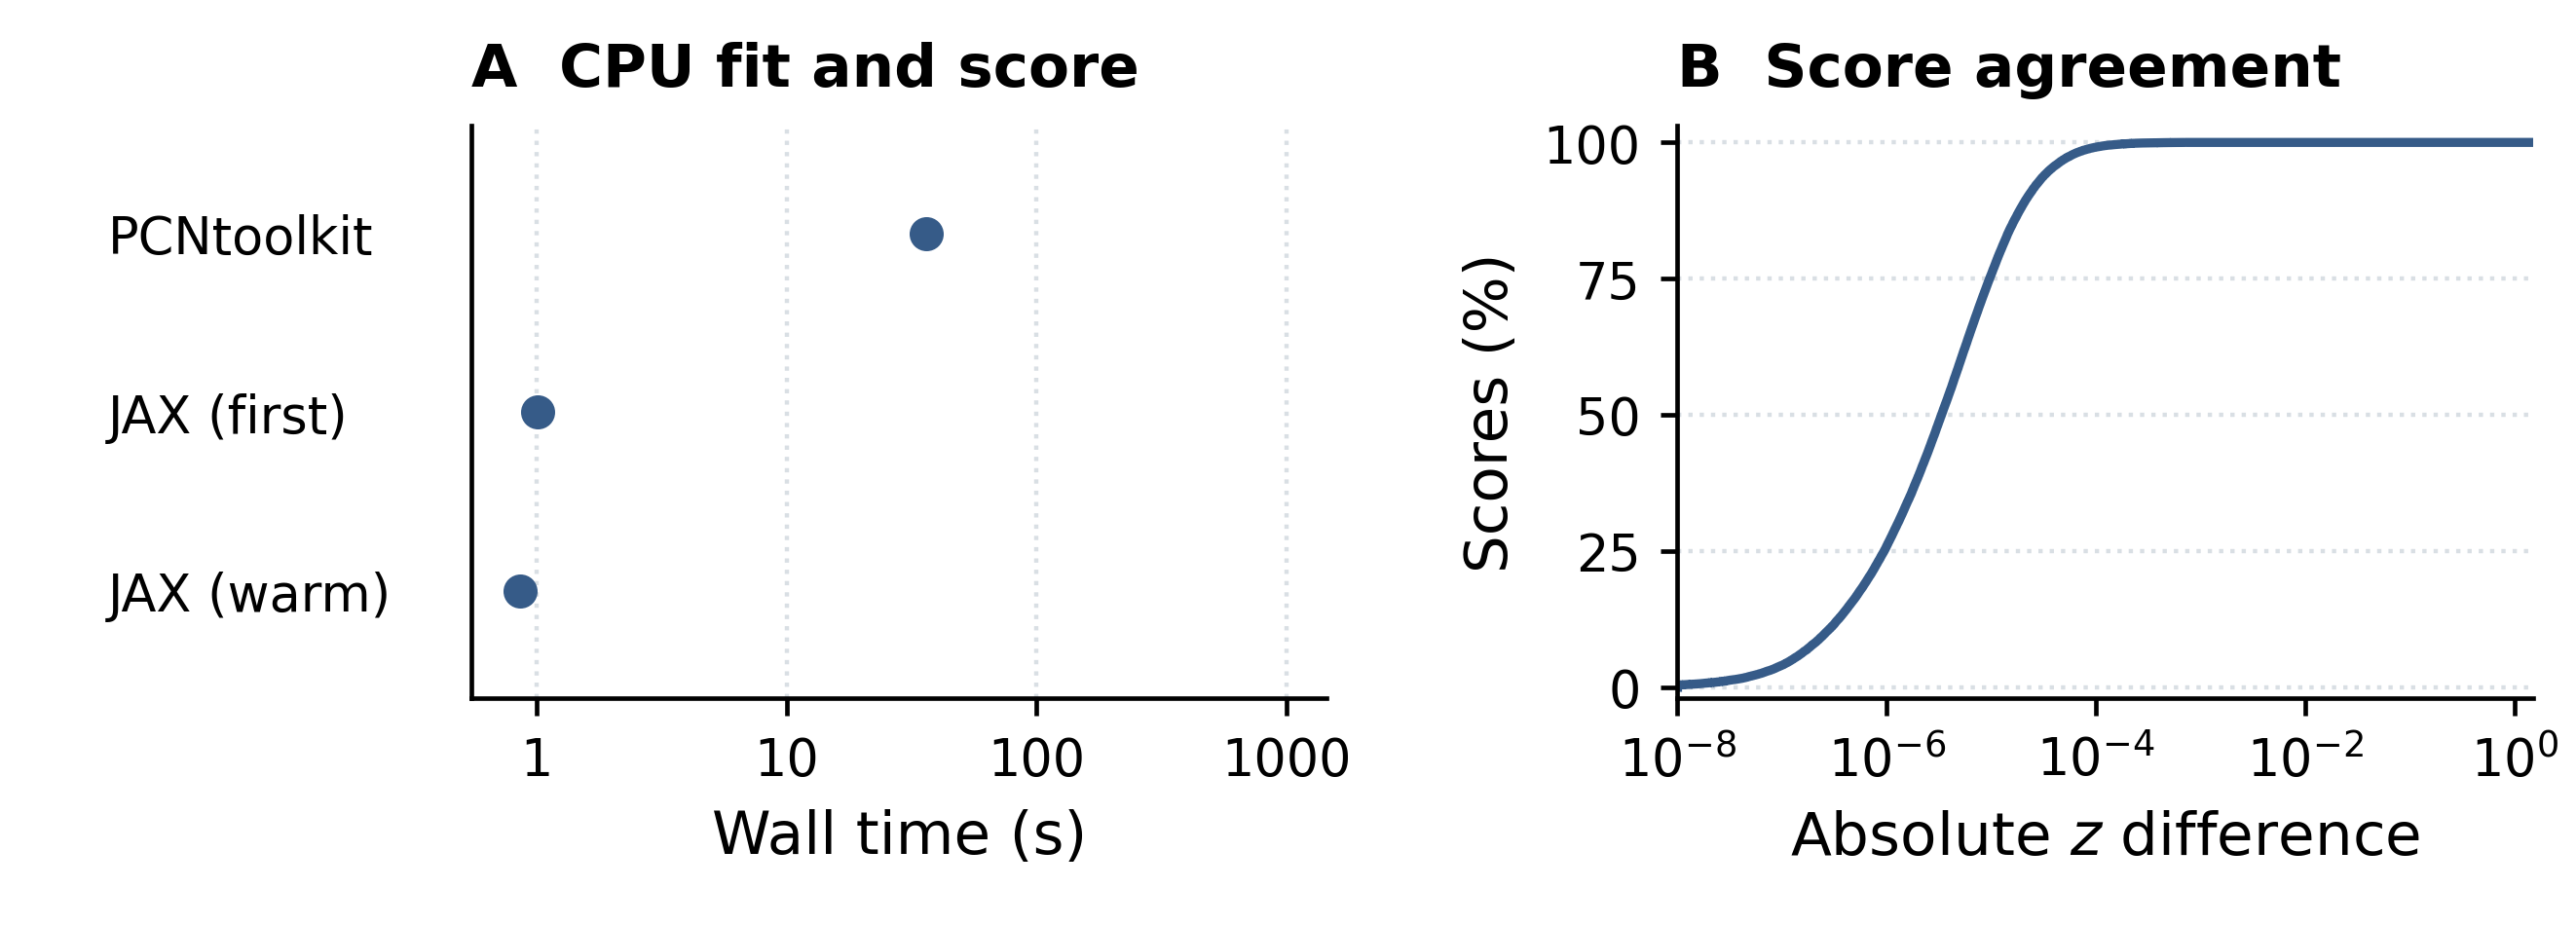 A CPU fit and score
PCNtoolkit
JAX (first)
JAX (warm)
1 10 100 1000
Wall time (s)
B Score agreement
Scores (%)
100
75
50
25
0
10⁻⁸ 10⁻⁶ 10⁻⁴ 10⁻² 10⁰
Absolute z difference